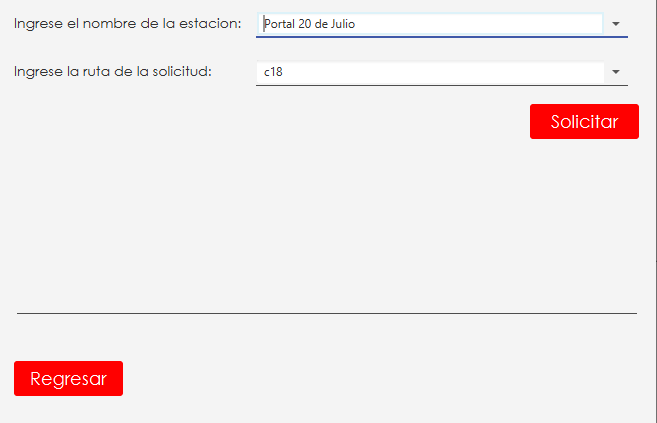 Ingrese el nombre de la estacion: Portal 20 de Julio
Ingrese la ruta de la solicitud: c18
Solicitar
Regresar